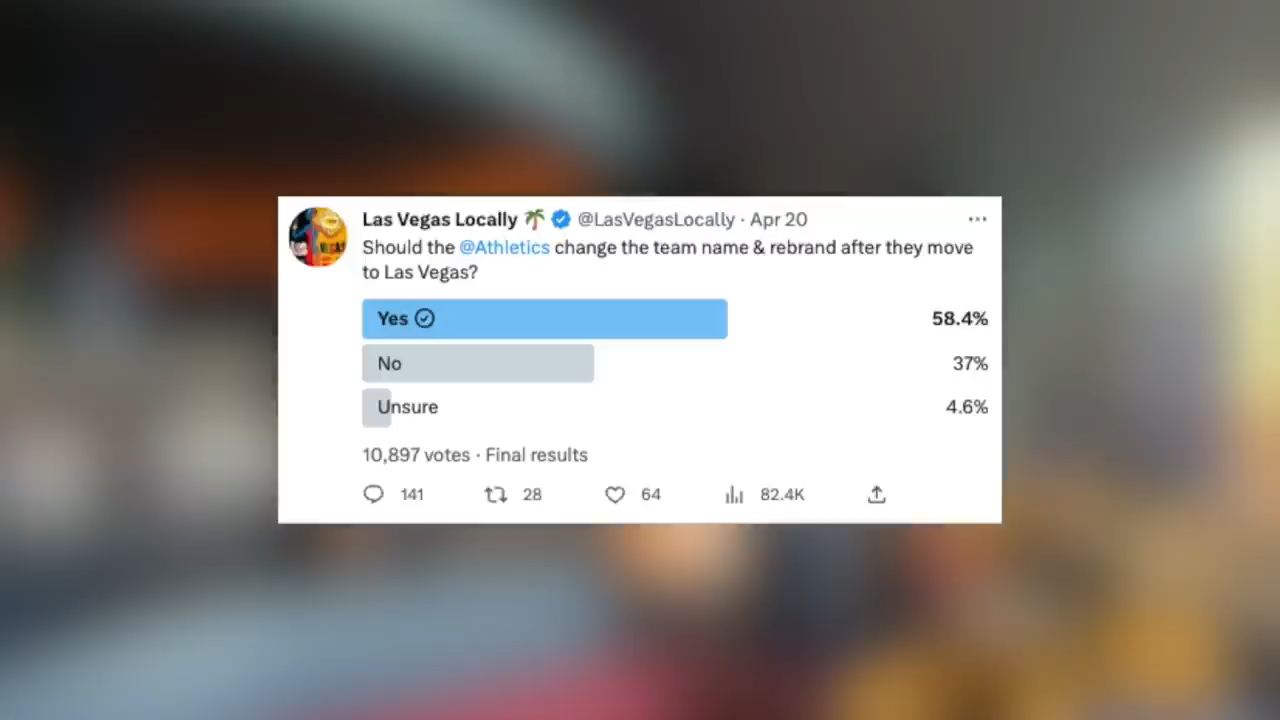 Las Vegas Locally 🌴 @LasVegasLocally · Apr 20
Should the @Athletics change the team name & rebrand after they move
to Las Vegas?
Yes 58.4%
No 37%
Unsure 4.6%
10,897 votes · Final results
141 28 64 82.4K